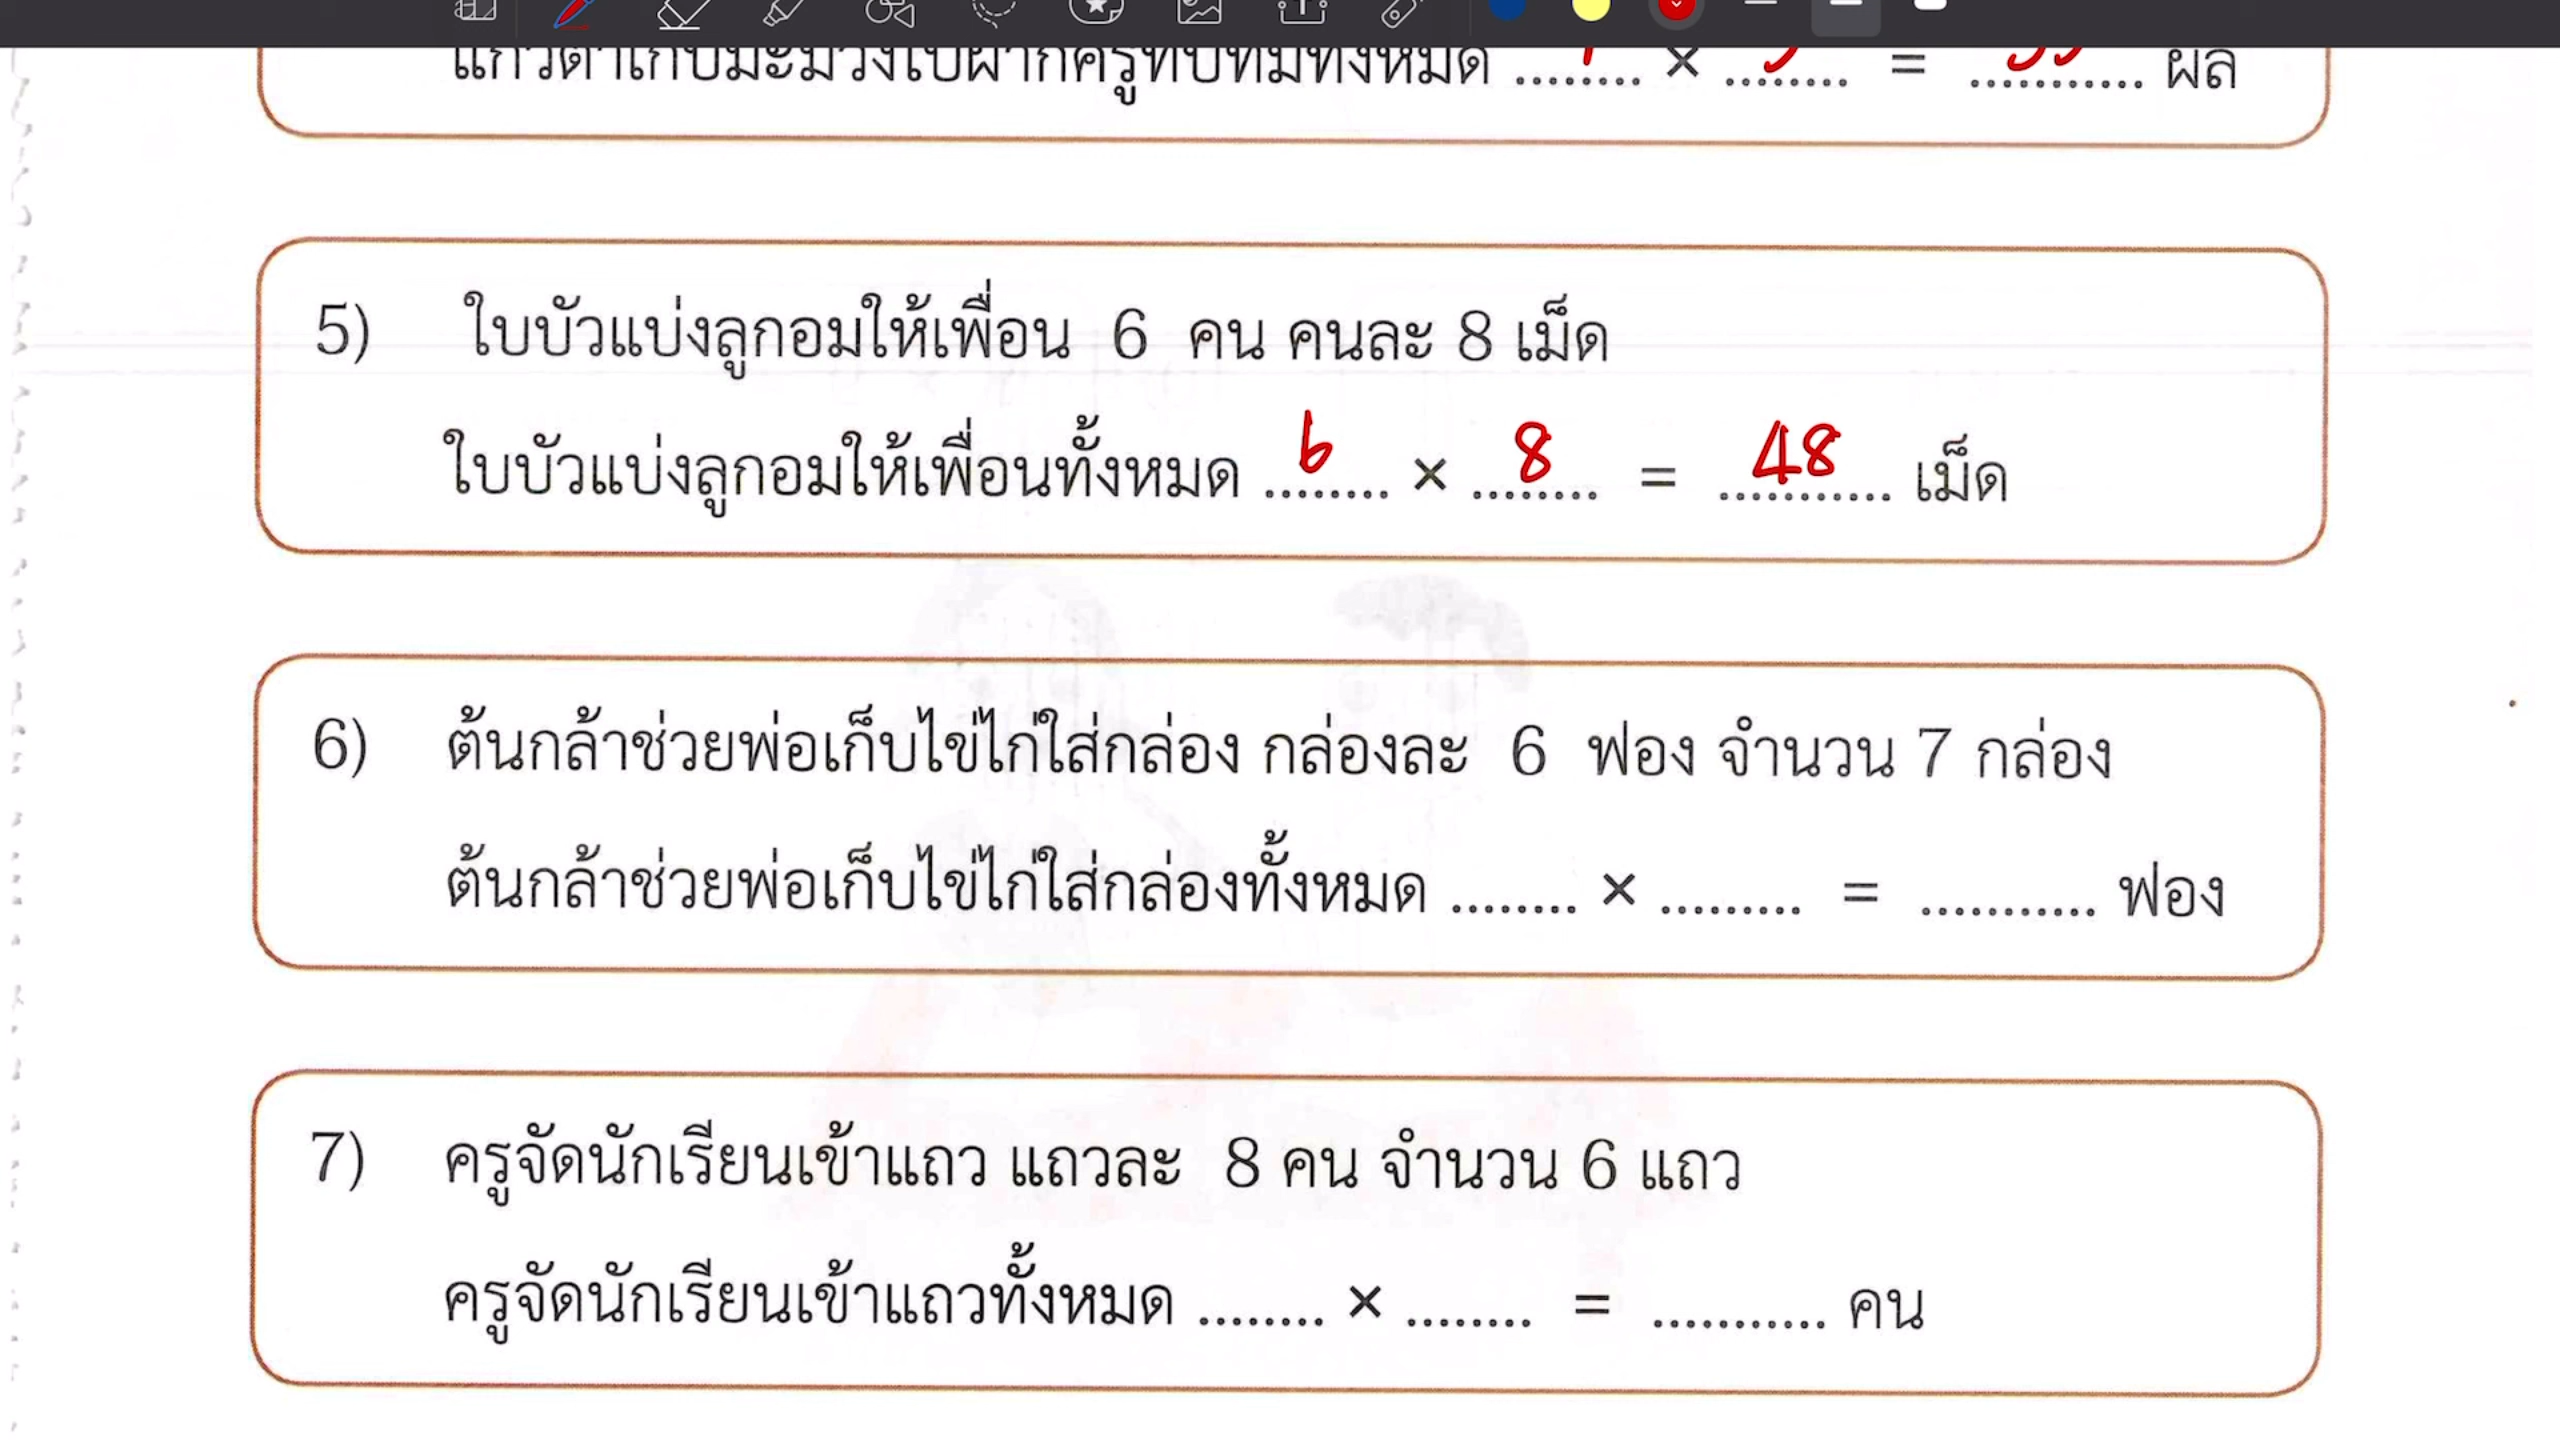 ผล
5) ใบบัวแบ่งลูกอมให้เพื่อน 6 คน คนละ 8 เม็ด
ใบบัวแบ่งลูกอมให้เพื่อนทั้งหมด 6 × 8 = 48 เม็ด
6) ต้นกล้าช่วยพ่อเก็บไข่ไก่ใส่กล่อง กล่องละ 6 ฟอง จำนวน 7 กล่อง
ต้นกล้าช่วยพ่อเก็บไข่ไก่ใส่กล่องทั้งหมด ........ × ......... = ........... ฟอง
7) ครูจัดนักเรียนเข้าแถว แถวละ 8 คน จำนวน 6 แถว
ครูจัดนักเรียนเข้าแถวทั้งหมด ........ × ........ = ........... คน